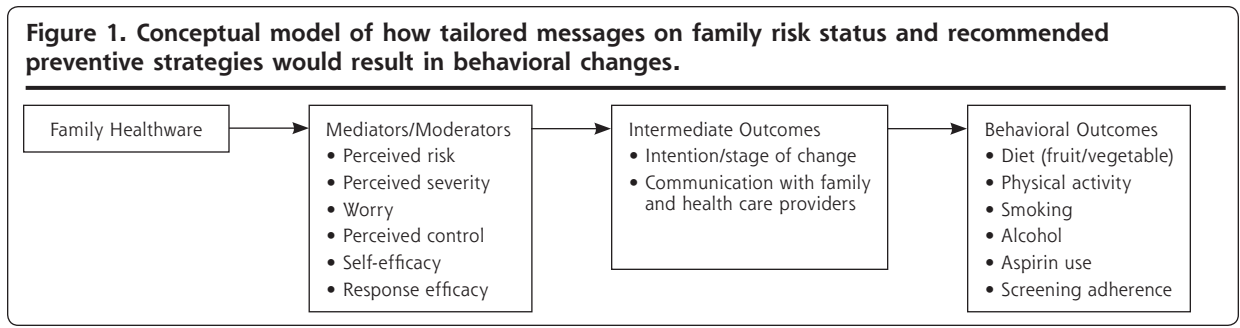 Figure 1. Conceptual model of how tailored messages on family risk status and recommended
preventive strategies would result in behavioral changes.
Family Healthware
Mediators/Moderators
• Perceived risk
• Perceived severity
• Worry
• Perceived control
• Self-efficacy
• Response efficacy
Intermediate Outcomes
• Intention/stage of change
• Communication with family
and health care providers
Behavioral Outcomes
• Diet (fruit/vegetable)
• Physical activity
• Smoking
• Alcohol
• Aspirin use
• Screening adherence